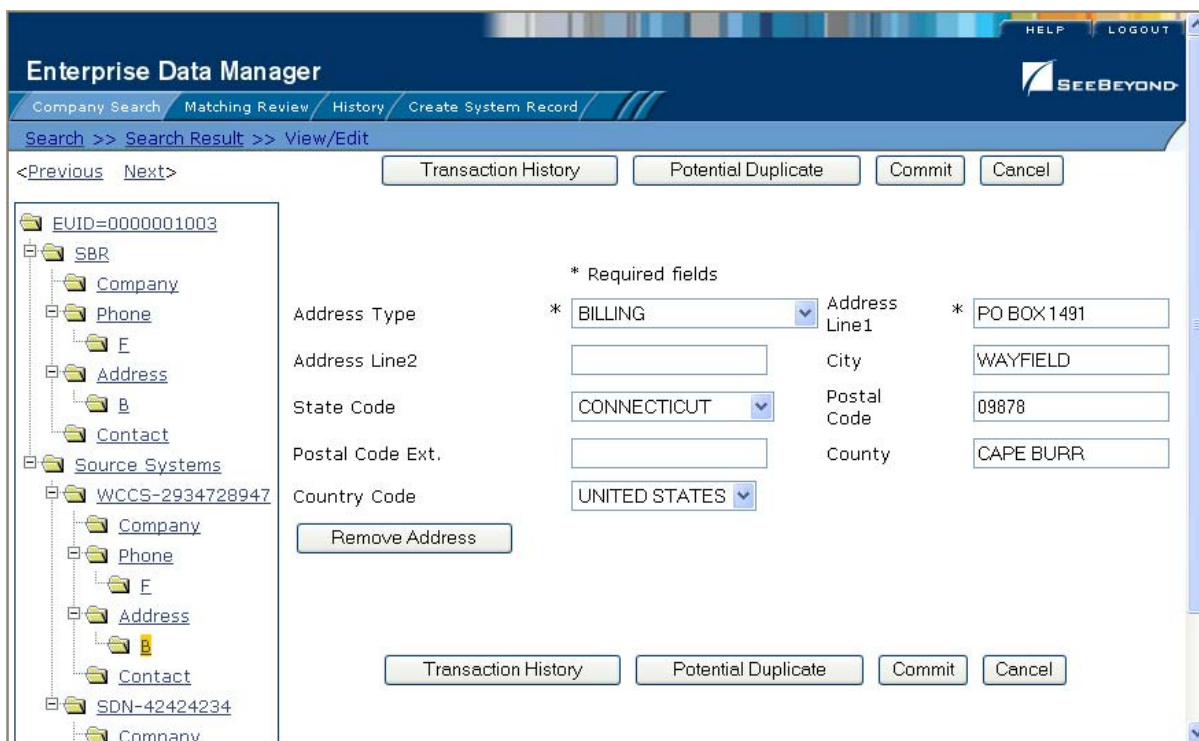 HELP LOGOUT
Enterprise Data Manager
SEEBEYOND
Company Search Matching Review History Create System Record
Search >> Search Result >> View/Edit
<Previous Next>
Transaction History Potential Duplicate Commit Cancel
EUID=0000001003
SBR
Company
Phone
F
Address
B
Contact
Source Systems
WCCS-2934728947
Company
Phone
F
Address
B
Contact
SDN-42424234
Company
* Required fields
Address Type * BILLING Address Line1 * PO BOX 1491
Address Line2 City WAYFIELD
State Code CONNECTICUT Postal Code 09878
Postal Code Ext. County CAPE BURR
Country Code UNITED STATES
Remove Address
Transaction History Potential Duplicate Commit Cancel